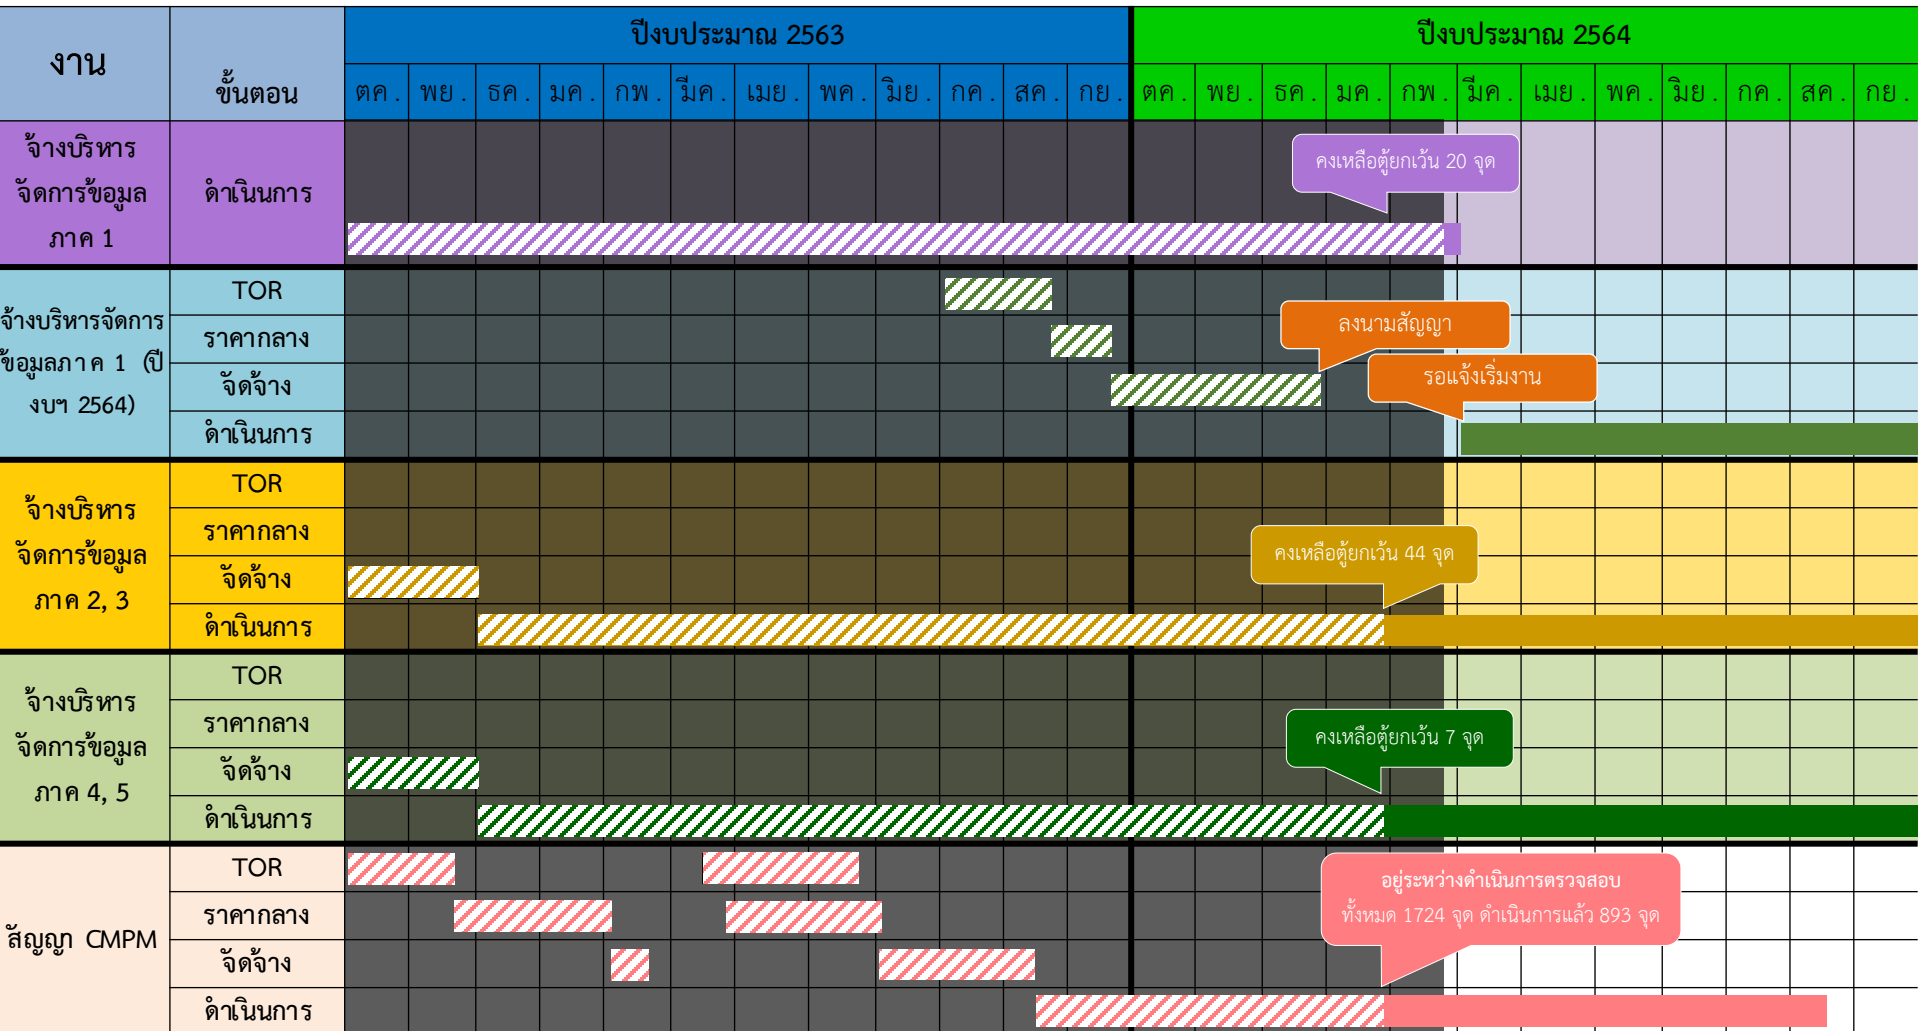 งาน
ขั้นตอน
ปีงบประมาณ 2563
ปีงบประมาณ 2564
ตค. พย. ธค. มค. กพ. มีค. เมย. พค. มิย. กค. สค. กย. ตค. พย. ธค. มค. กพ. มีค. เมย. พค. มิย. กค. สค. กย.
จ้างบริหาร
จัดการข้อมูล
ภาค 1
ดำเนินการ
คงเหลือตู้ยกเว้น 20 จุด
จ้างบริหารจัดการ
ข้อมูลภาค 1 (ปี
งบฯ 2564)
TOR
ราคากลาง
จัดจ้าง
ดำเนินการ
ลงนามสัญญา
รอแจ้งเริ่มงาน
จ้างบริหาร
จัดการข้อมูล
ภาค 2, 3
TOR
ราคากลาง
จัดจ้าง
ดำเนินการ
คงเหลือตู้ยกเว้น 44 จุด
จ้างบริหาร
จัดการข้อมูล
ภาค 4, 5
TOR
ราคากลาง
จัดจ้าง
ดำเนินการ
คงเหลือตู้ยกเว้น 7 จุด
สัญญา CMPM
TOR
ราคากลาง
จัดจ้าง
ดำเนินการ
อยู่ระหว่างดำเนินการตรวจสอบ
ทั้งหมด 1724 จุด ดำเนินการแล้ว 893 จุด